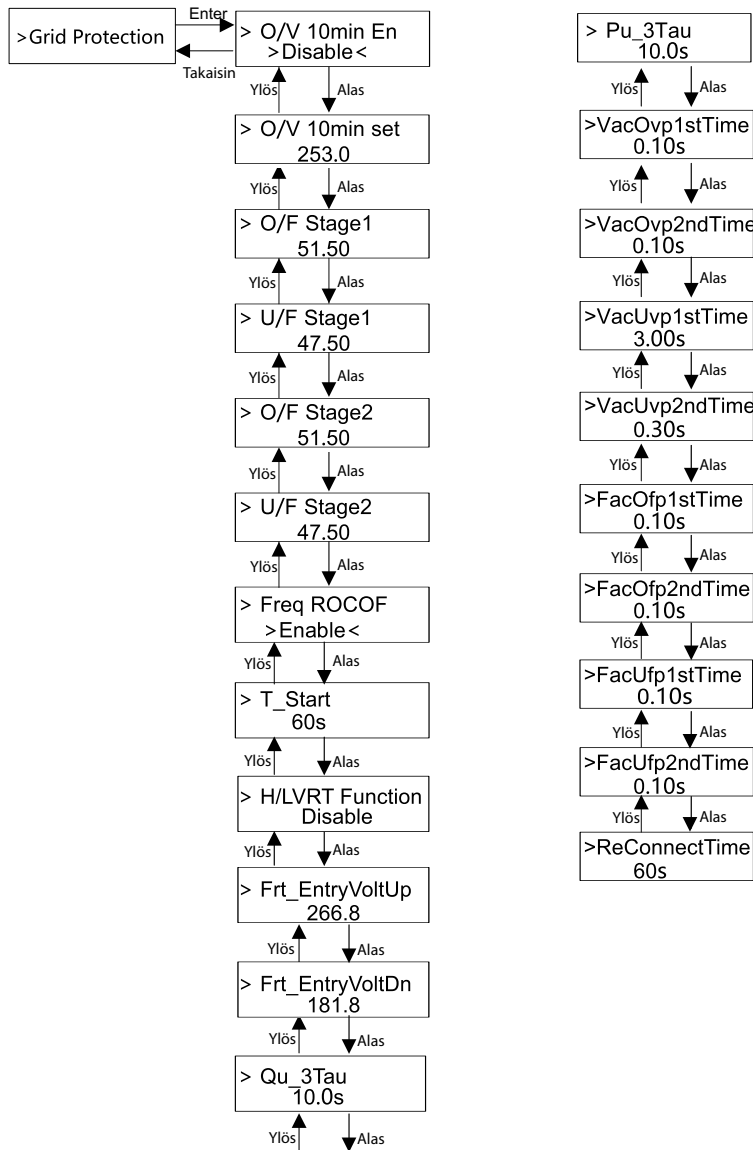 >Grid Protection
Enter
Takaisin
> O/V 10min En
>Disable<
Ylös
Alas
> O/V 10min set
253.0
Ylös
Alas
> O/F Stage1
51.50
Ylös
Alas
> U/F Stage1
47.50
Ylös
Alas
> O/F Stage2
51.50
Ylös
Alas
> U/F Stage2
47.50
Ylös
Alas
> Freq ROCOF
>Enable<
Ylös
Alas
> T_Start
60s
Ylös
Alas
> H/LVRT Function
Disable
Ylös
Alas
> Frt_EntryVoltUp
266.8
Ylös
Alas
> Frt_EntryVoltDn
181.8
Ylös
Alas
> Qu_3Tau
10.0s
Ylös
Alas
> Pu_3Tau
10.0s
Ylös
Alas
>VacOvp1stTime
0.10s
Ylös
Alas
>VacOvp2ndTime
0.10s
Ylös
Alas
>VacUvp1stTime
3.00s
Ylös
Alas
>VacUvp2ndTime
0.30s
Ylös
Alas
>FacOfp1stTime
0.10s
Ylös
Alas
>FacOfp2ndTime
0.10s
Ylös
Alas
>FacUfp1stTime
0.10s
Ylös
Alas
>FacUfp2ndTime
0.10s
Ylös
Alas
>ReConnectTime
60s